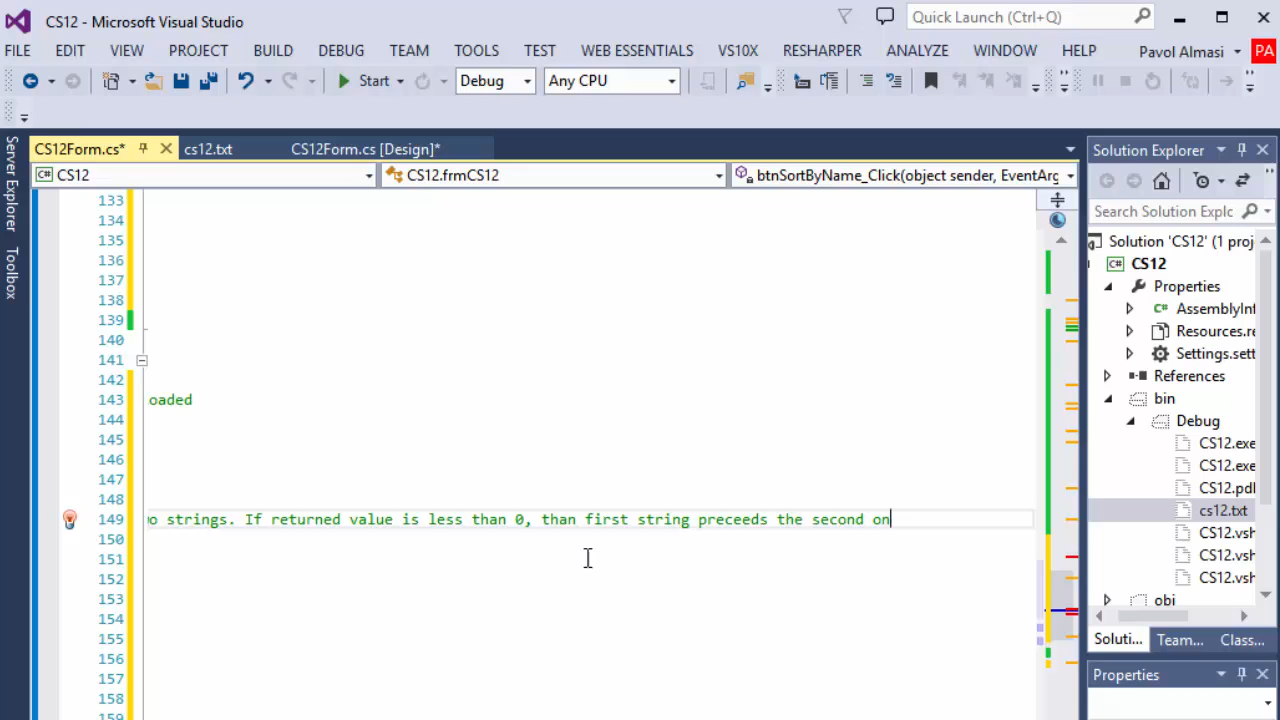 CS12 - Microsoft Visual Studio
Quick Launch (Ctrl+Q)
FILE EDIT VIEW PROJECT BUILD DEBUG TEAM TOOLS TEST WEB ESSENTIALS VS10X RESHARPER ANALYZE WINDOW HELP Pavol Almasi PA
Start Debug Any CPU
Server Explorer
Toolbox
CS12Form.cs* cs12.txt CS12Form.cs [Design]*
C# CS12 CS12.frmCS12 btnSortByName_Click(object sender, EventArg
133
134
135
136
137
138
139
140
141
142
143 oaded
144
145
146
147
148
149 o strings. If returned value is less than 0, than first string preceeds the second on
150
151
152
153
154
155
156
157
158
159
Solution Explorer
Search Solution Explc
Solution 'CS12' (1 proj
C# CS12
Properties
C# AssemblyInf
Resources.re
Settings.sett
References
bin
Debug
CS12.exe
CS12.exe
CS12.pdl
cs12.txt
CS12.vsh
CS12.vsh
CS12.vsh
obj
Soluti... Team... Class...
Properties